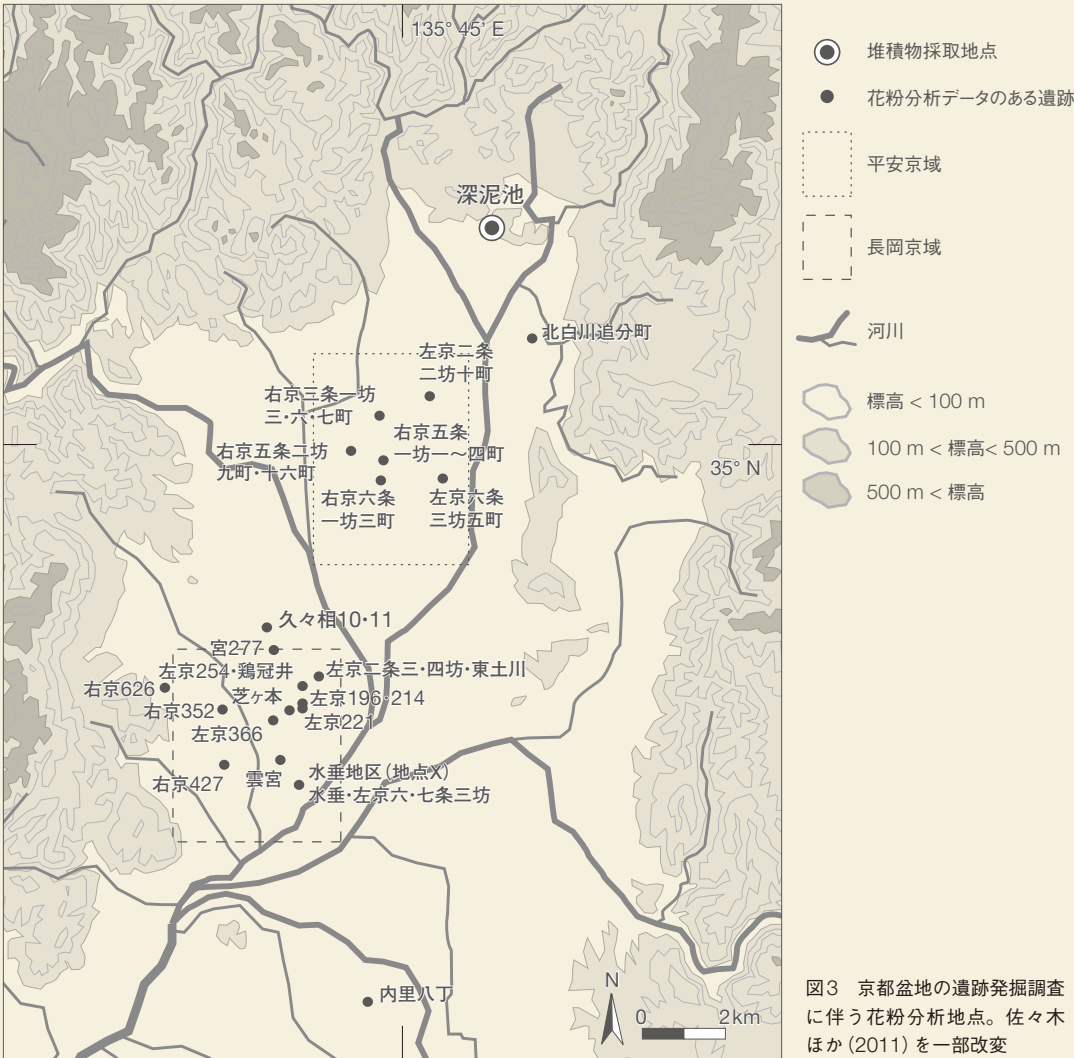 135° 45' E
深泥池
北白川追分町
左京二条
二坊十町
右京三条一坊
三・六・七町
右京五条
一坊一〜四町
右京五条二坊
九町・十六町
35° N
右京六条
一坊三町
左京六条
三坊五町
久々相10・11
宮277
左京254・鶏冠井
左京二条三・四坊・東土川
右京626
芝ヶ本
左京196・214
右京352
左京221
左京366
水垂地区(地点X)
右京427
雲宮
水垂・左京六・七条三坊
内里八丁
N
0
2km
堆積物採取地点
花粉分析データのある遺跡
平安京域
長岡京域
河川
標高 < 100 m
100 m < 標高< 500 m
500 m < 標高
図3 京都盆地の遺跡発掘調査
に伴う花粉分析地点。佐々木
ほか(2011)を一部改変